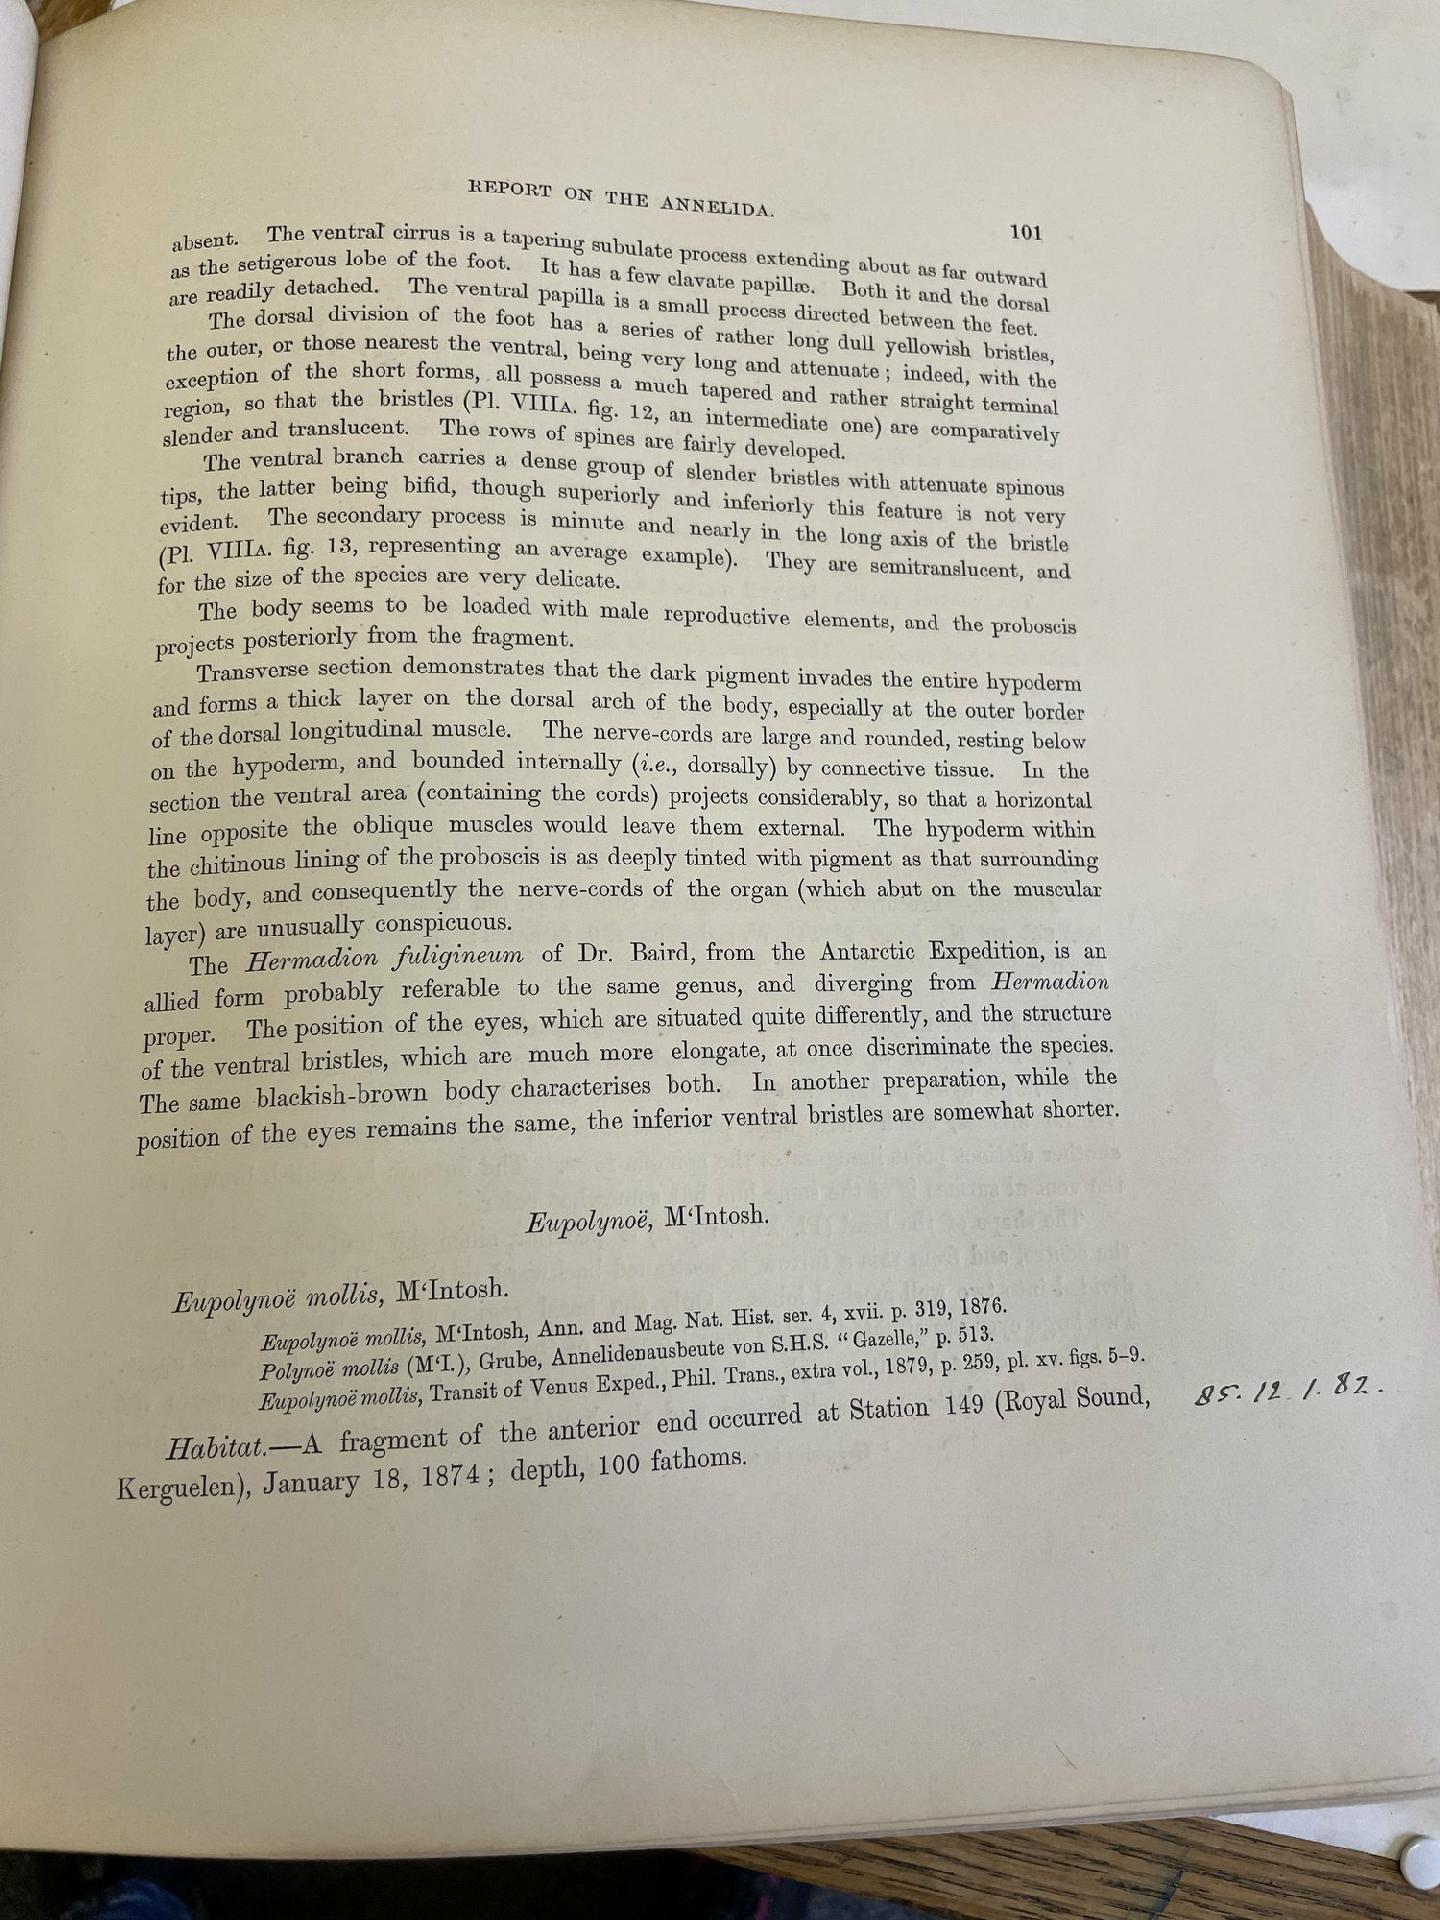 REPORT ON THE ANNELIDA.
101
absent. The ventral cirrus is a tapering subulate process extending about as far outward
as the setigerous lobe of the foot. It has a few clavate papillæ. Both it and the dorsal
are readily detached. The ventral papilla is a small process directed between the feet.
The dorsal division of the foot has a series of rather long dull yellowish bristles,
the outer, or those nearest the ventral, being very long and attenuate; indeed, with the
exception of the short forms, all possess a much tapered and rather straight terminal
region, so that the bristles (Pl. VIIIA. fig. 12, an intermediate one) are comparatively
slender and translucent. The rows of spines are fairly developed.
The ventral branch carries a dense group of slender bristles with attenuate spinous
tips, the latter being bifid, though superiorly and inferiorly this feature is not very
evident. The secondary process is minute and nearly in the long axis of the bristle
(Pl. VIIIA. fig. 13, representing an average example). They are semitranslucent, and
for the size of the species are very delicate.
The body seems to be loaded with male reproductive elements, and the proboscis
projects posteriorly from the fragment.
Transverse section demonstrates that the dark pigment invades the entire hypoderm
and forms a thick layer on the dorsal arch of the body, especially at the outer border
of the dorsal longitudinal muscle. The nerve-cords are large and rounded, resting below
on the hypoderm, and bounded internally (i.e., dorsally) by connective tissue. In the
section the ventral area (containing the cords) projects considerably, so that a horizontal
line opposite the oblique muscles would leave them external. The hypoderm within
the chitinous lining of the proboscis is as deeply tinted with pigment as that surrounding
the body, and consequently the nerve-cords of the organ (which abut on the muscular
layer) are unusually conspicuous.
The Hermadion fuligineum of Dr. Baird, from the Antarctic Expedition, is an
allied form probably referable to the same genus, and diverging from Hermadion
proper. The position of the eyes, which are situated quite differently, and the structure
of the ventral bristles, which are much more elongate, at once discriminate the species.
The same blackish-brown body characterises both. In another preparation, while the
position of the eyes remains the same, the inferior ventral bristles are somewhat shorter.
Eupolynoë, M‘Intosh.
Eupolynoë mollis, M‘Intosh.
Eupolynoë mollis, M‘Intosh, Ann. and Mag. Nat. Hist. ser. 4, xvii. p. 319, 1876.
Polynoë mollis (M‘I.), Grube, Annelidenausbeute von S.H.S. “Gazelle,” p. 513.
Eupolynoë mollis, Transit of Venus Exped., Phil. Trans., extra vol., 1879, p. 259, pl. xv. figs. 5-9.
Habitat.—A fragment of the anterior end occurred at Station 149 (Royal Sound,
85.12.1.82.
Kerguelen), January 18, 1874; depth, 100 fathoms.